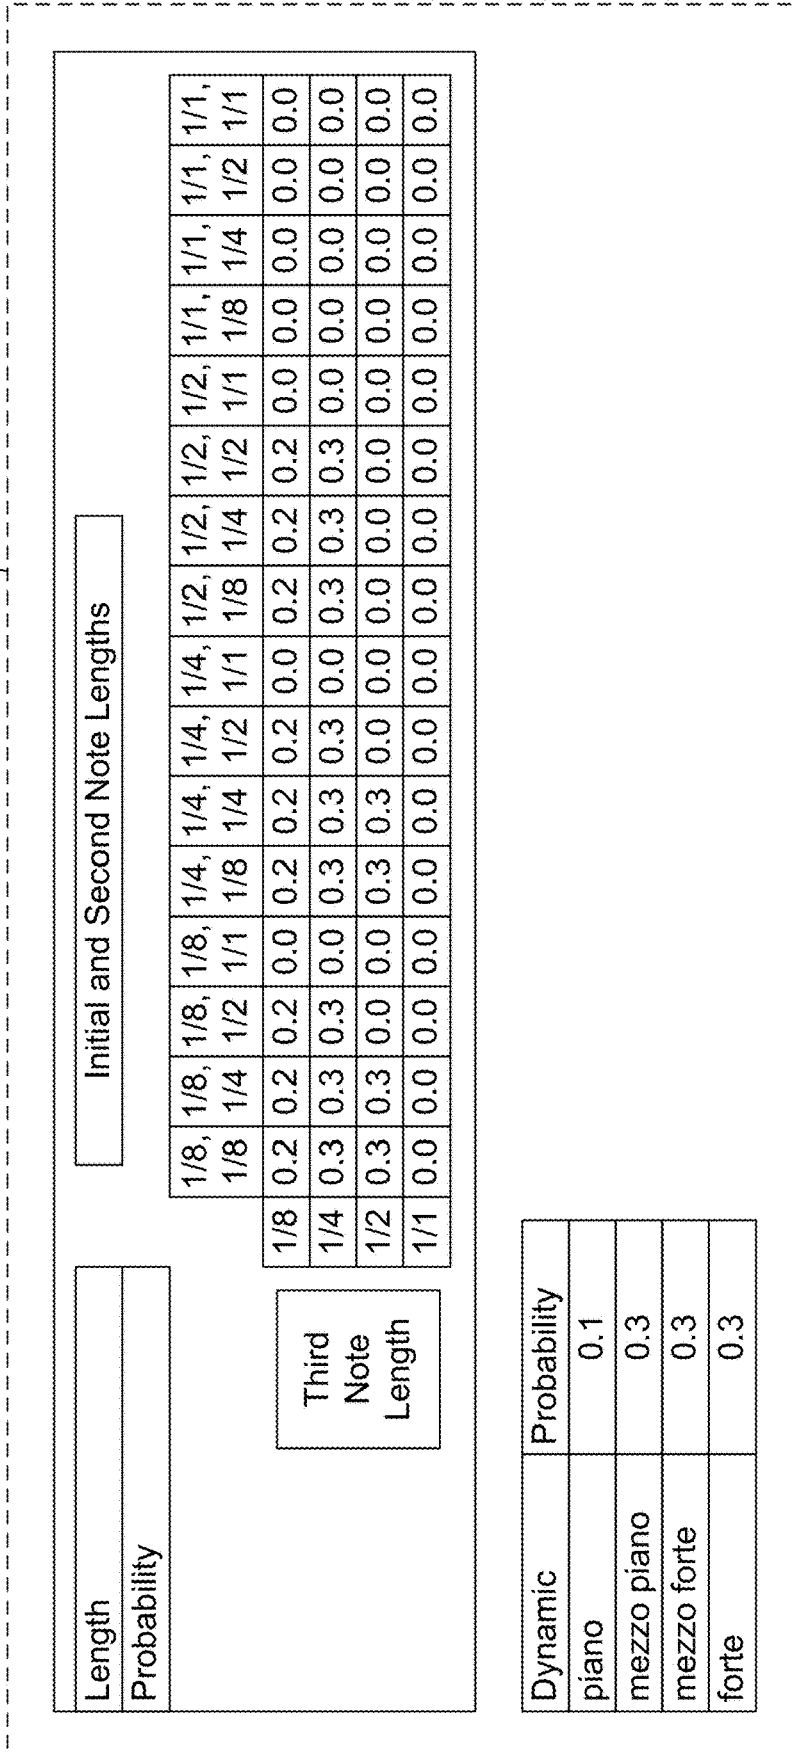 Length
Probability
Initial and Second Note Lengths
1/8, 1/8, 1/8, 1/8, 1/4, 1/4, 1/4, 1/4, 1/2, 1/2, 1/2, 1/2, 1/1, 1/1, 1/1, 1/1,
1/8 1/4 1/2 1/1 1/8 1/4 1/2 1/1 1/8 1/4 1/2 1/1 1/8 1/4 1/2 1/1
Third
Note
Length
1/8 0.2 0.2 0.2 0.0 0.2 0.2 0.2 0.0 0.2 0.2 0.2 0.0 0.0 0.0 0.0 0.0
1/4 0.3 0.3 0.3 0.0 0.3 0.3 0.3 0.0 0.3 0.3 0.3 0.0 0.0 0.0 0.0 0.0
1/2 0.3 0.3 0.0 0.0 0.3 0.3 0.0 0.0 0.0 0.0 0.0 0.0 0.0 0.0 0.0 0.0
1/1 0.0 0.0 0.0 0.0 0.0 0.0 0.0 0.0 0.0 0.0 0.0 0.0 0.0 0.0 0.0 0.0
Dynamic Probability
piano 0.1
mezzo piano 0.3
mezzo forte 0.3
forte 0.3